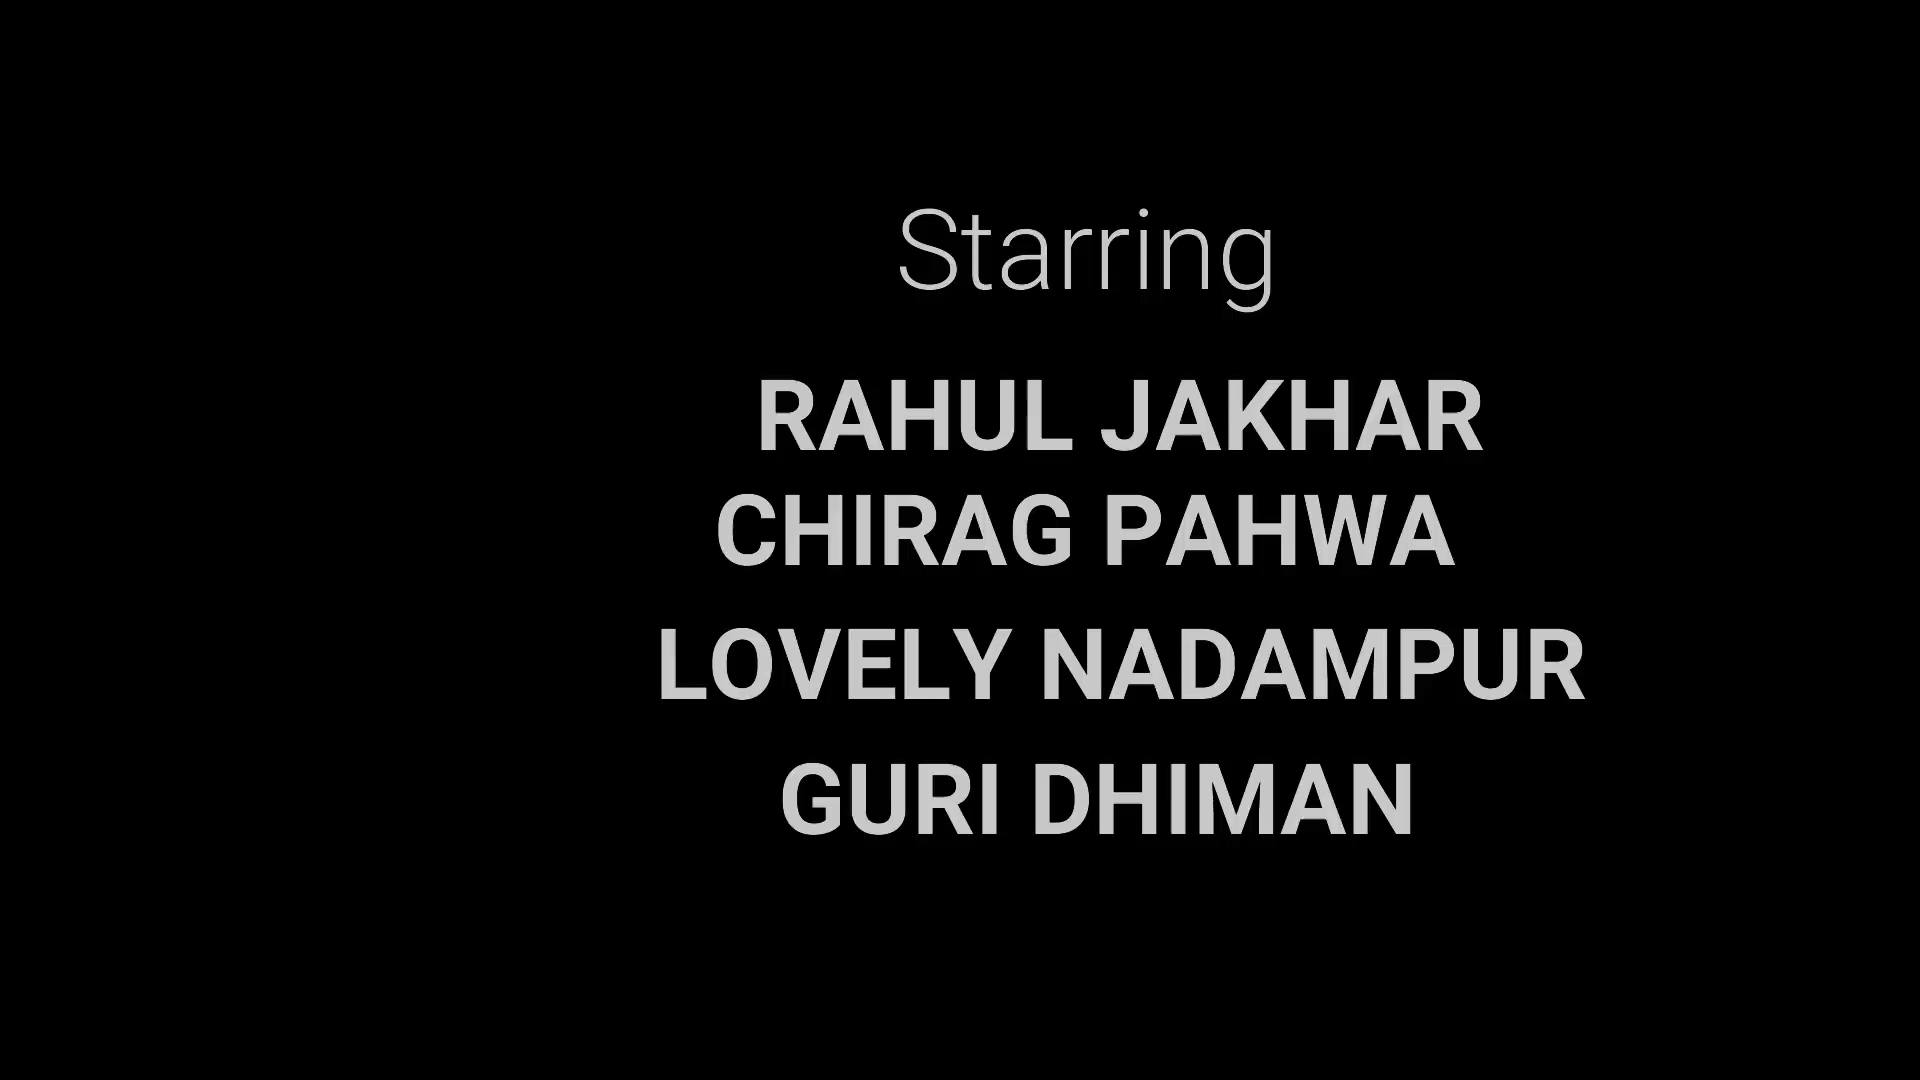 Starring
RAHUL JAKHAR
CHIRAG PAHWA
LOVELY NADAMPUR
GURI DHIMAN